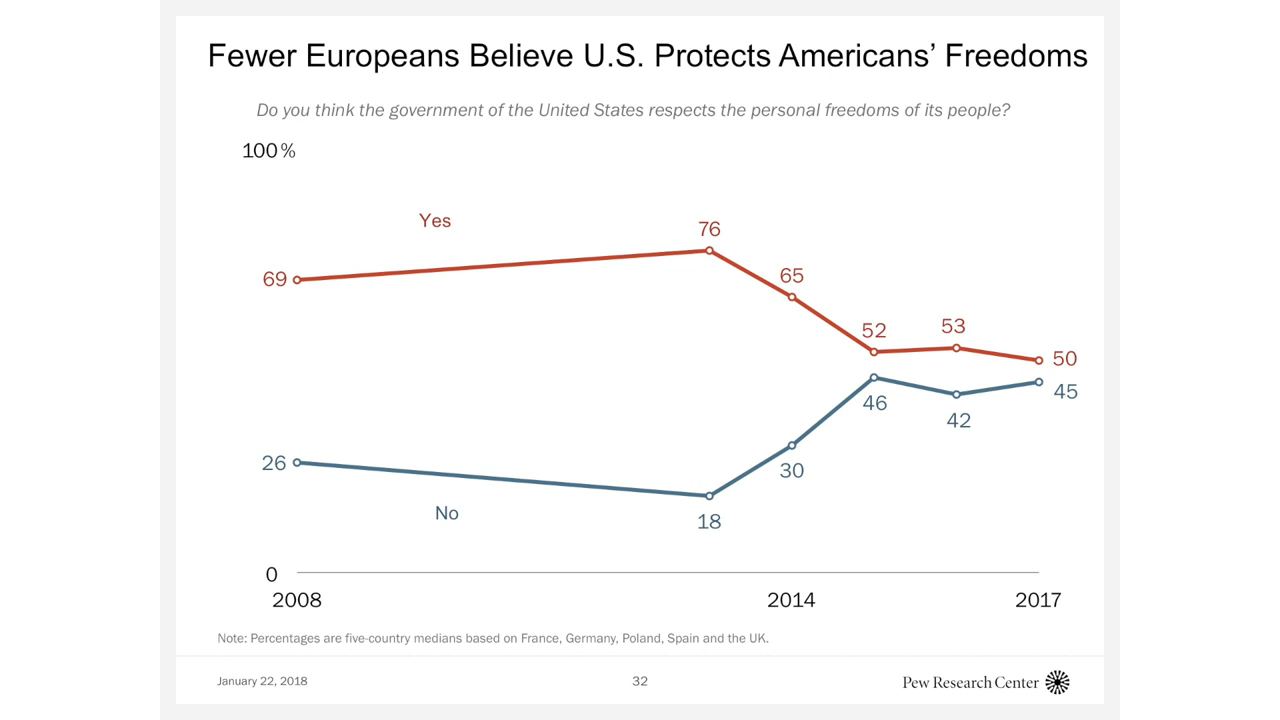 Fewer Europeans Believe U.S. Protects Americans’ Freedoms
Do you think the government of the United States respects the personal freedoms of its people?
100%
Yes
76
69
65
52
53
50
46
45
42
26
30
No
18
0
2008
2014
2017
Note: Percentages are five-country medians based on France, Germany, Poland, Spain and the UK.
January 22, 2018
32
Pew Research Center